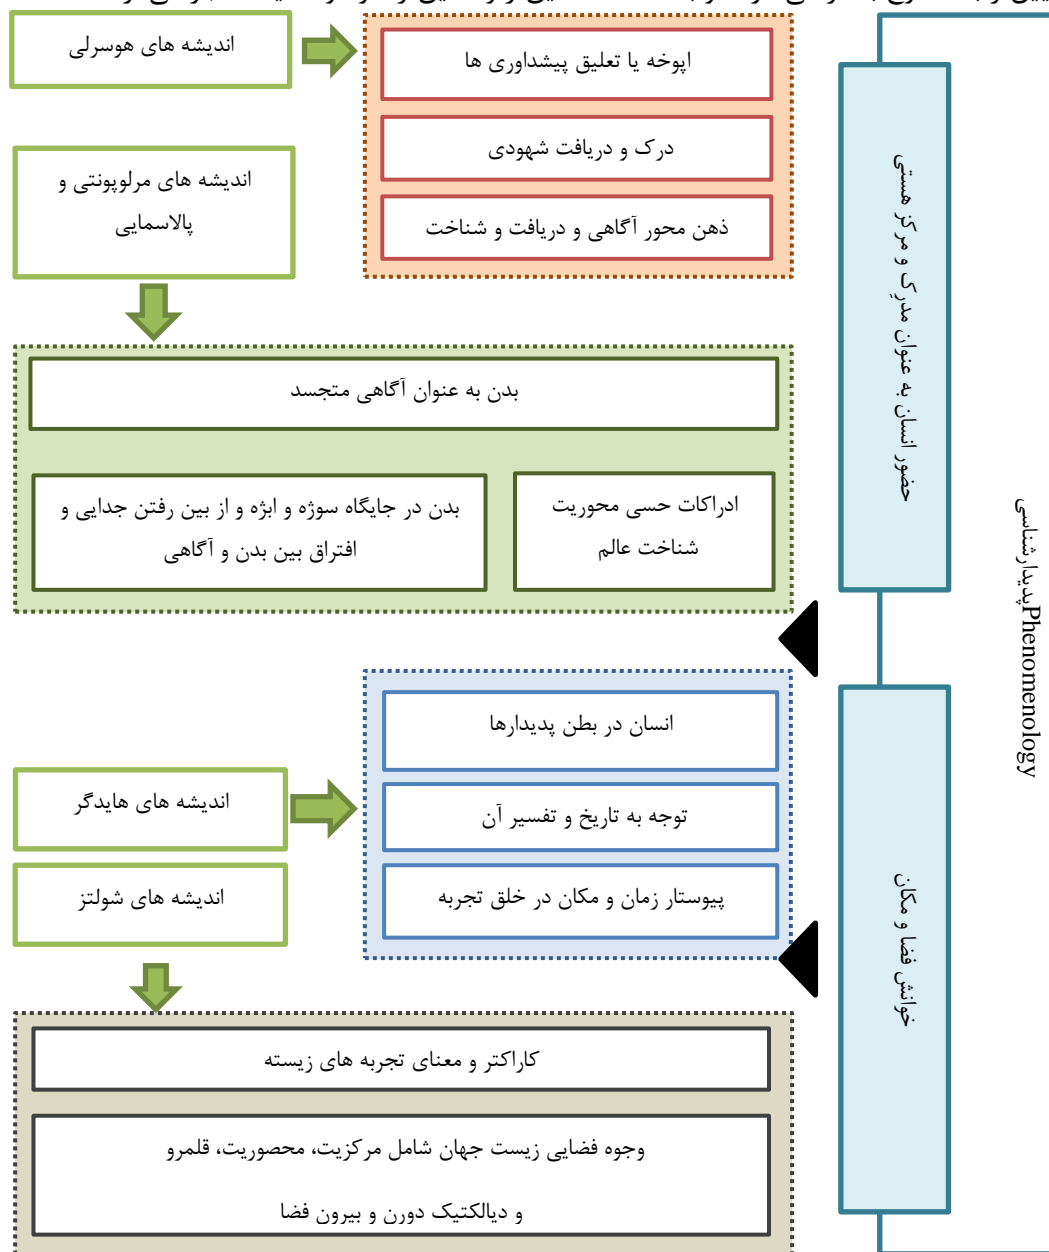 پدیدارشناسی Phenomenology
حضور انسان به عنوان مدرِک و مرکز هستی
اندیشه های هوسرلی
اپوخه یا تعلیق پیشداوری ها
درک و دریافت شهودی
ذهن محور آگاهی و دریافت و شناخت
اندیشه های مرلوپونتی و
پالاسمایی
بدن به عنوان آگاهی متجسد
ادراکات حسی محوریت
شناخت عالم
بدن در جایگاه سوژه و ابژه و از بین رفتن جدایی و
افتراق بین بدن و آگاهی
خوانش فضا و مکان
اندیشه های هایدگر
انسان در بطن پدیدارها
توجه به تاریخ و تفسیر آن
پیوستار زمان و مکان در خلق تجربه
اندیشه های شولتز
کاراکتر و معنای تجربه های زیسته
وجوه فضایی زیست جهان شامل مرکزیت، محصوریت، قلمرو
و دیالکتیک دورن و بیرون فضا